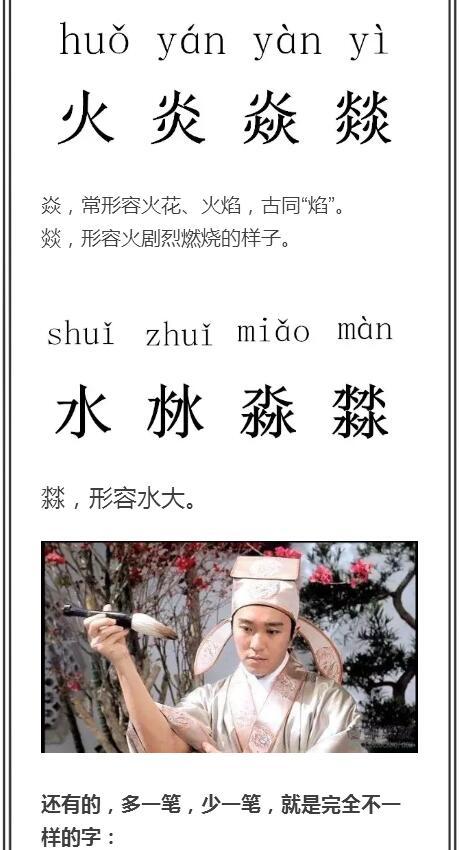 huǒ yán yàn yì
火 炎 焱 燚
焱，常形容火花、火焰，古同“焰”。
燚，形容火剧烈燃烧的样子。
shuǐ zhuǐ miǎo màn
水 沝 淼 㵘
㵘，形容水大。
还有的，多一笔，少一笔，就是完全不一
样的字：